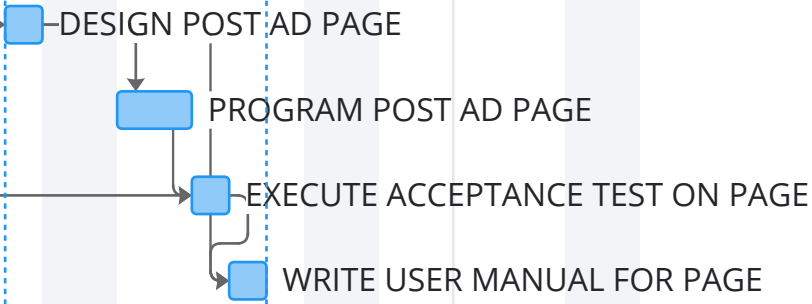 DESIGN POST AD PAGE
PROGRAM POST AD PAGE
EXECUTE ACCEPTANCE TEST ON PAGE
WRITE USER MANUAL FOR PAGE